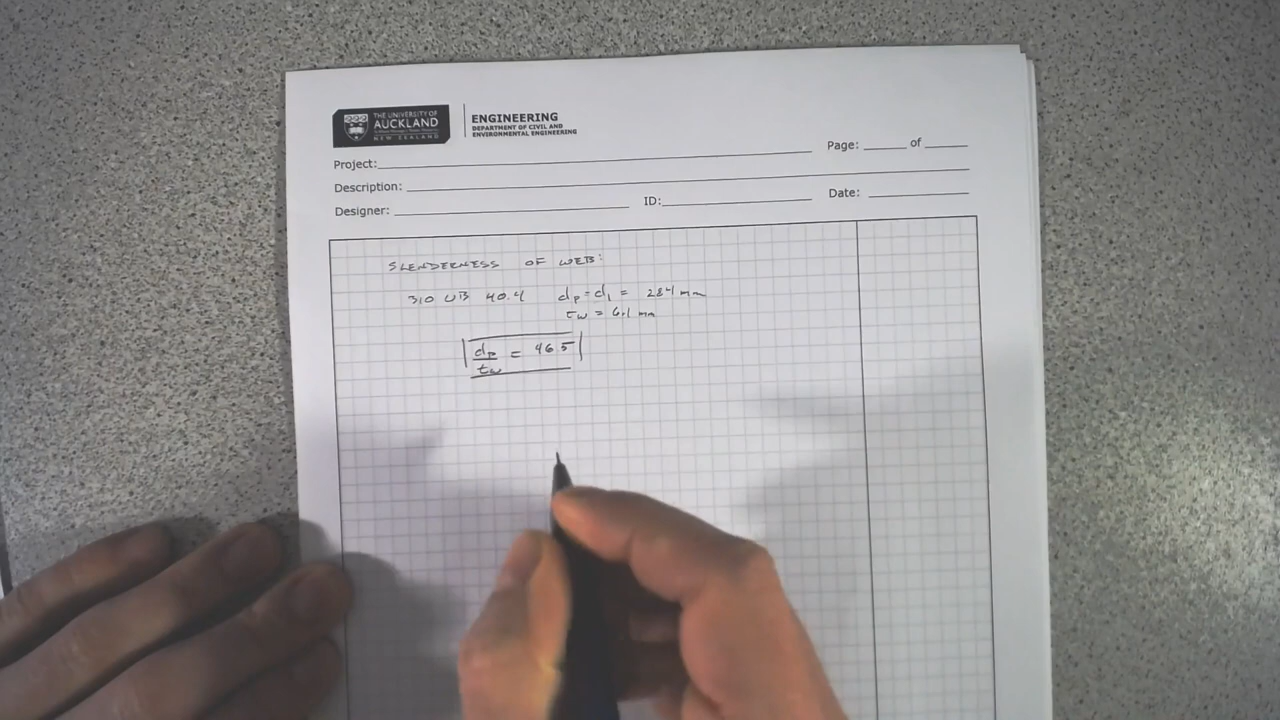 THE UNIVERSITY OF
AUCKLAND
NEW ZEALAND
ENGINEERING
DEPARTMENT OF CIVIL AND
ENVIRONMENTAL ENGINEERING
Page: ______ of ______
Project:
Description:
Date:
ID:
Designer:
SLENDERNESS OF WEB:
310 UB 40.4 dp = d1 = 284 mm
tw = 6.1 mm
dp/tw = 46.5